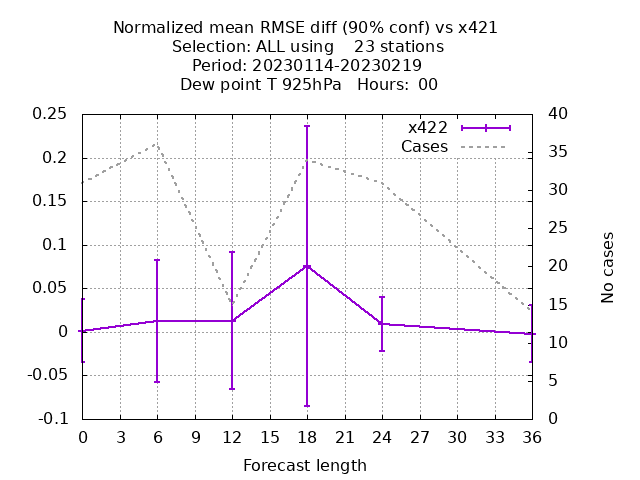 Normalized mean RMSE diff (90% conf) vs x421
Selection: ALL using    23 stations
Period: 20230114-20230219
Dew point T 925hPa   Hours:  00
0.25
0.2
0.15
0.1
0.05
0
-0.05
-0.1
40
35
30
25
20
15
10
5
0
x422
Cases
No cases
0 3 6 9 12 15 18 21 24 27 30 33 36
Forecast length